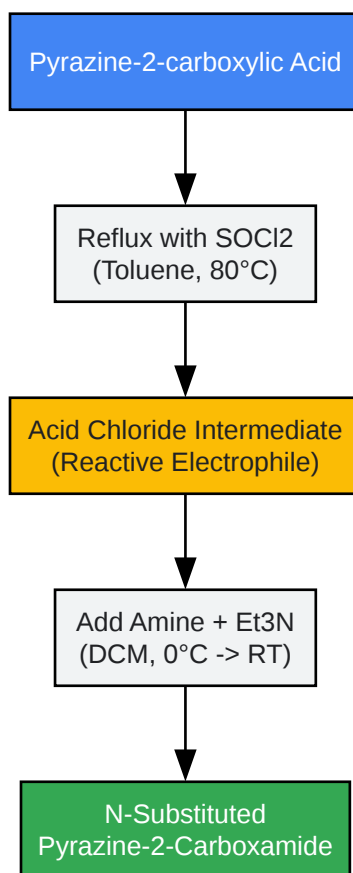 Pyrazine-2-carboxylic Acid
Reflux with SOCl2
(Toluene, 80°C)
Acid Chloride Intermediate
(Reactive Electrophile)
Add Amine + Et3N
(DCM, 0°C -> RT)
N-Substituted
Pyrazine-2-Carboxamide